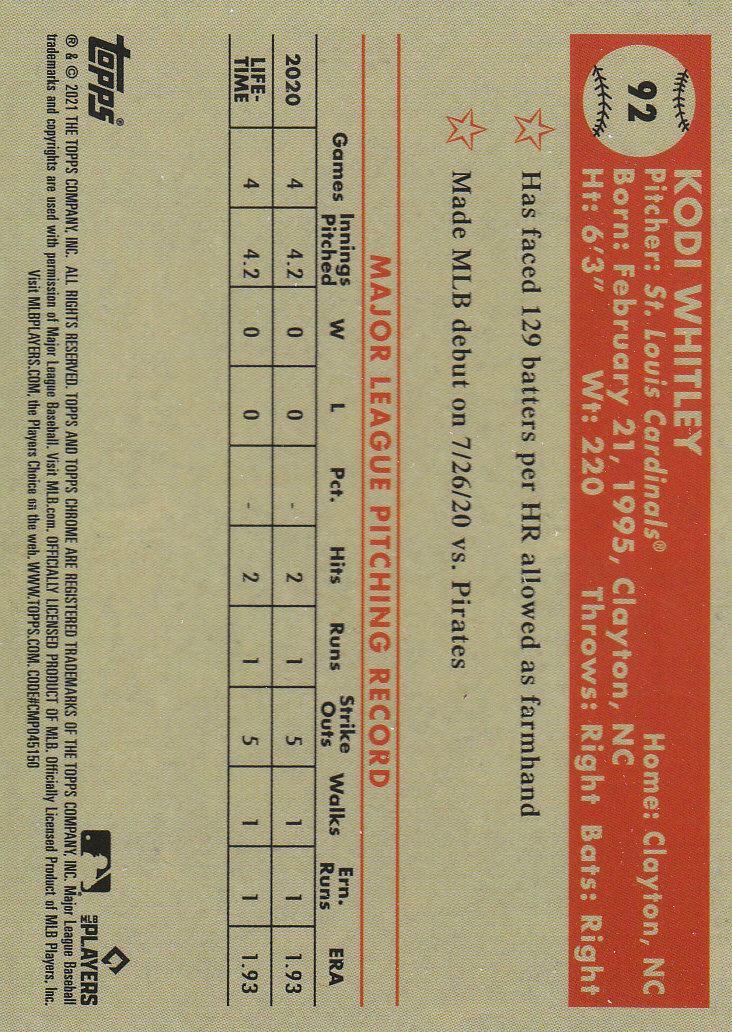 92
KODI WHITLEY
Pitcher: St. Louis Cardinals® Home: Clayton, NC
Born: February 21, 1995, Clayton, NC
Ht: 6'3" Wt: 220 Throws: Right Bats: Right
Has faced 129 batters per HR allowed as farmhand
Made MLB debut on 7/26/20 vs. Pirates
MAJOR LEAGUE PITCHING RECORD
Games Innings Pitched W L Pct. Hits Runs Strike Outs Walks Ern. Runs ERA
2020 4 4.2 0 0 - 2 1 5 1 1 1.93
LIFE-TIME 4 4.2 0 0 - 2 1 5 1 1 1.93
topps®
MLB PLAYERS
® & © 2021 THE TOPPS COMPANY, INC. ALL RIGHTS RESERVED. TOPPS AND TOPPS CHROME ARE REGISTERED TRADEMARKS OF THE TOPPS COMPANY, INC. Major League Baseball
trademarks and copyrights are used with permission of Major League Baseball. Visit MLB.com. OFFICIALLY LICENSED PRODUCT OF MLB. Officially Licensed Product of MLB Players, Inc.
Visit MLBPLAYERS.COM, the Players Choice on the web. WWW.TOPPS.COM. CODE#CMP045150